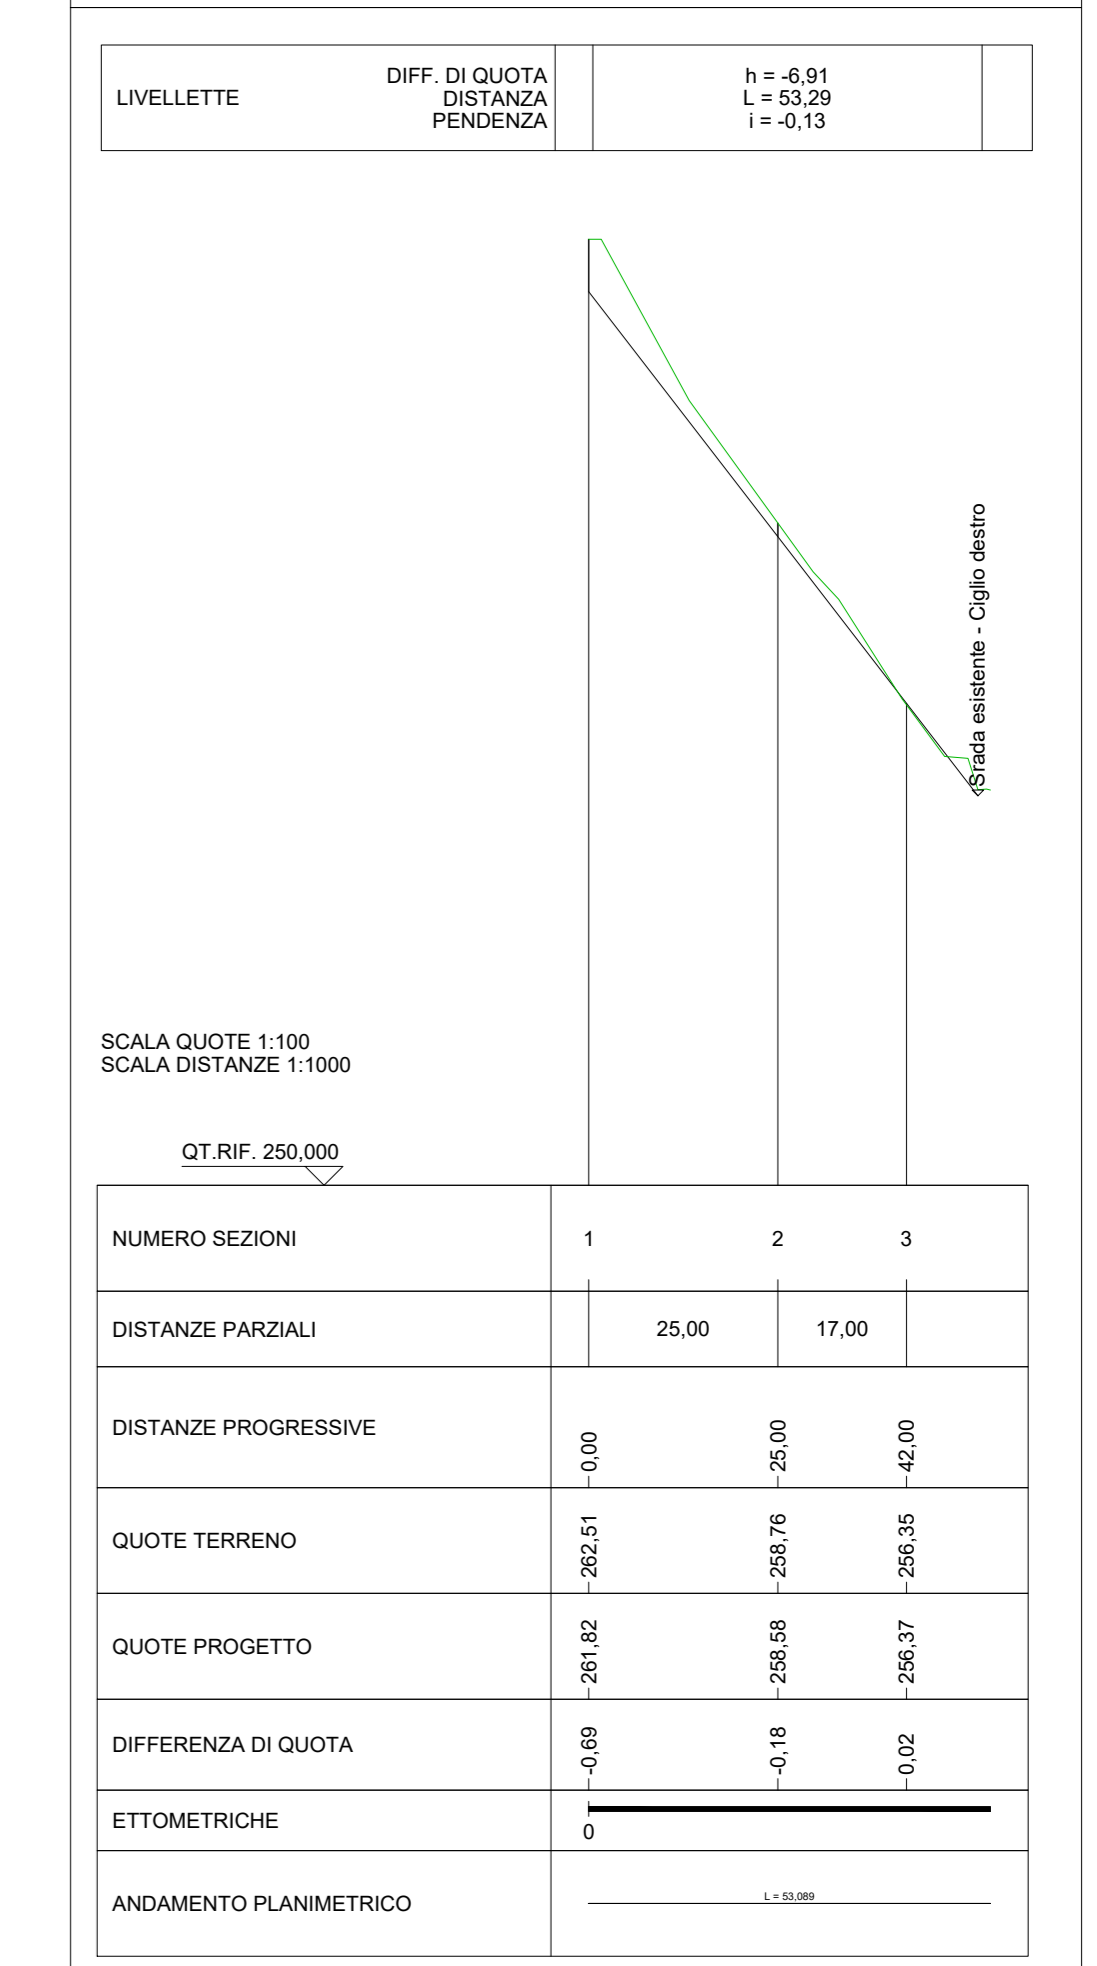 LIVELLETTE
DIFF. DI QUOTA
DISTANZA
PENDENZA
h = -6,91
L = 53,29
i = -0,13
Srada esistente - Ciglio destro
SCALA QUOTE 1:100
SCALA DISTANZE 1:1000
QT.RIF. 250,000
NUMERO SEZIONI 1 2 3
DISTANZE PARZIALI 25,00 17,00
DISTANZE PROGRESSIVE 0,00 25,00 42,00
QUOTE TERRENO 262,51 258,76 256,35
QUOTE PROGETTO 261,82 258,58 256,37
DIFFERENZA DI QUOTA -0,69 -0,18 0,02
ETTOMETRICHE 0
ANDAMENTO PLANIMETRICO L = 53,089